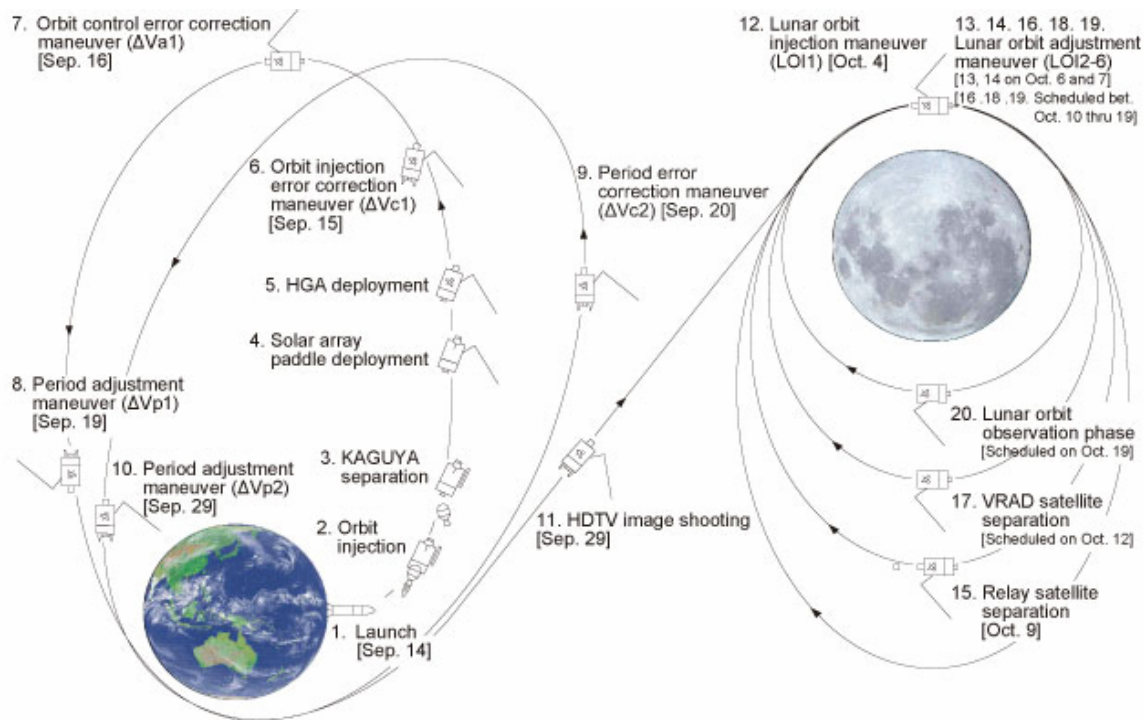 7. Orbit control error correction
maneuver (ΔVa1)
[Sep. 16]
12. Lunar orbit
injection maneuver
(LOI1) [Oct. 4]
13. 14. 16. 18. 19.
Lunar orbit adjustment
maneuver (LOI2-6)
[13, 14 on Oct. 6 and 7]
[16 .18 .19. Scheduled bet.
Oct. 10 thru 19]
6. Orbit injection
error correction
maneuver (ΔVc1)
[Sep. 15]
9. Period error
correction maneuver
(ΔVc2) [Sep. 20]
5. HGA deployment
4. Solar array
paddle deployment
8. Period adjustment
maneuver (ΔVp1)
[Sep. 19]
10. Period adjustment
maneuver (ΔVp2)
[Sep. 29]
3. KAGUYA
separation
2. Orbit
injection
1. Launch
[Sep. 14]
11. HDTV image shooting
[Sep. 29]
20. Lunar orbit
observation phase
[Scheduled on Oct. 19]
17. VRAD satellite
separation
[Scheduled on Oct. 12]
15. Relay satellite
separation
[Oct. 9]